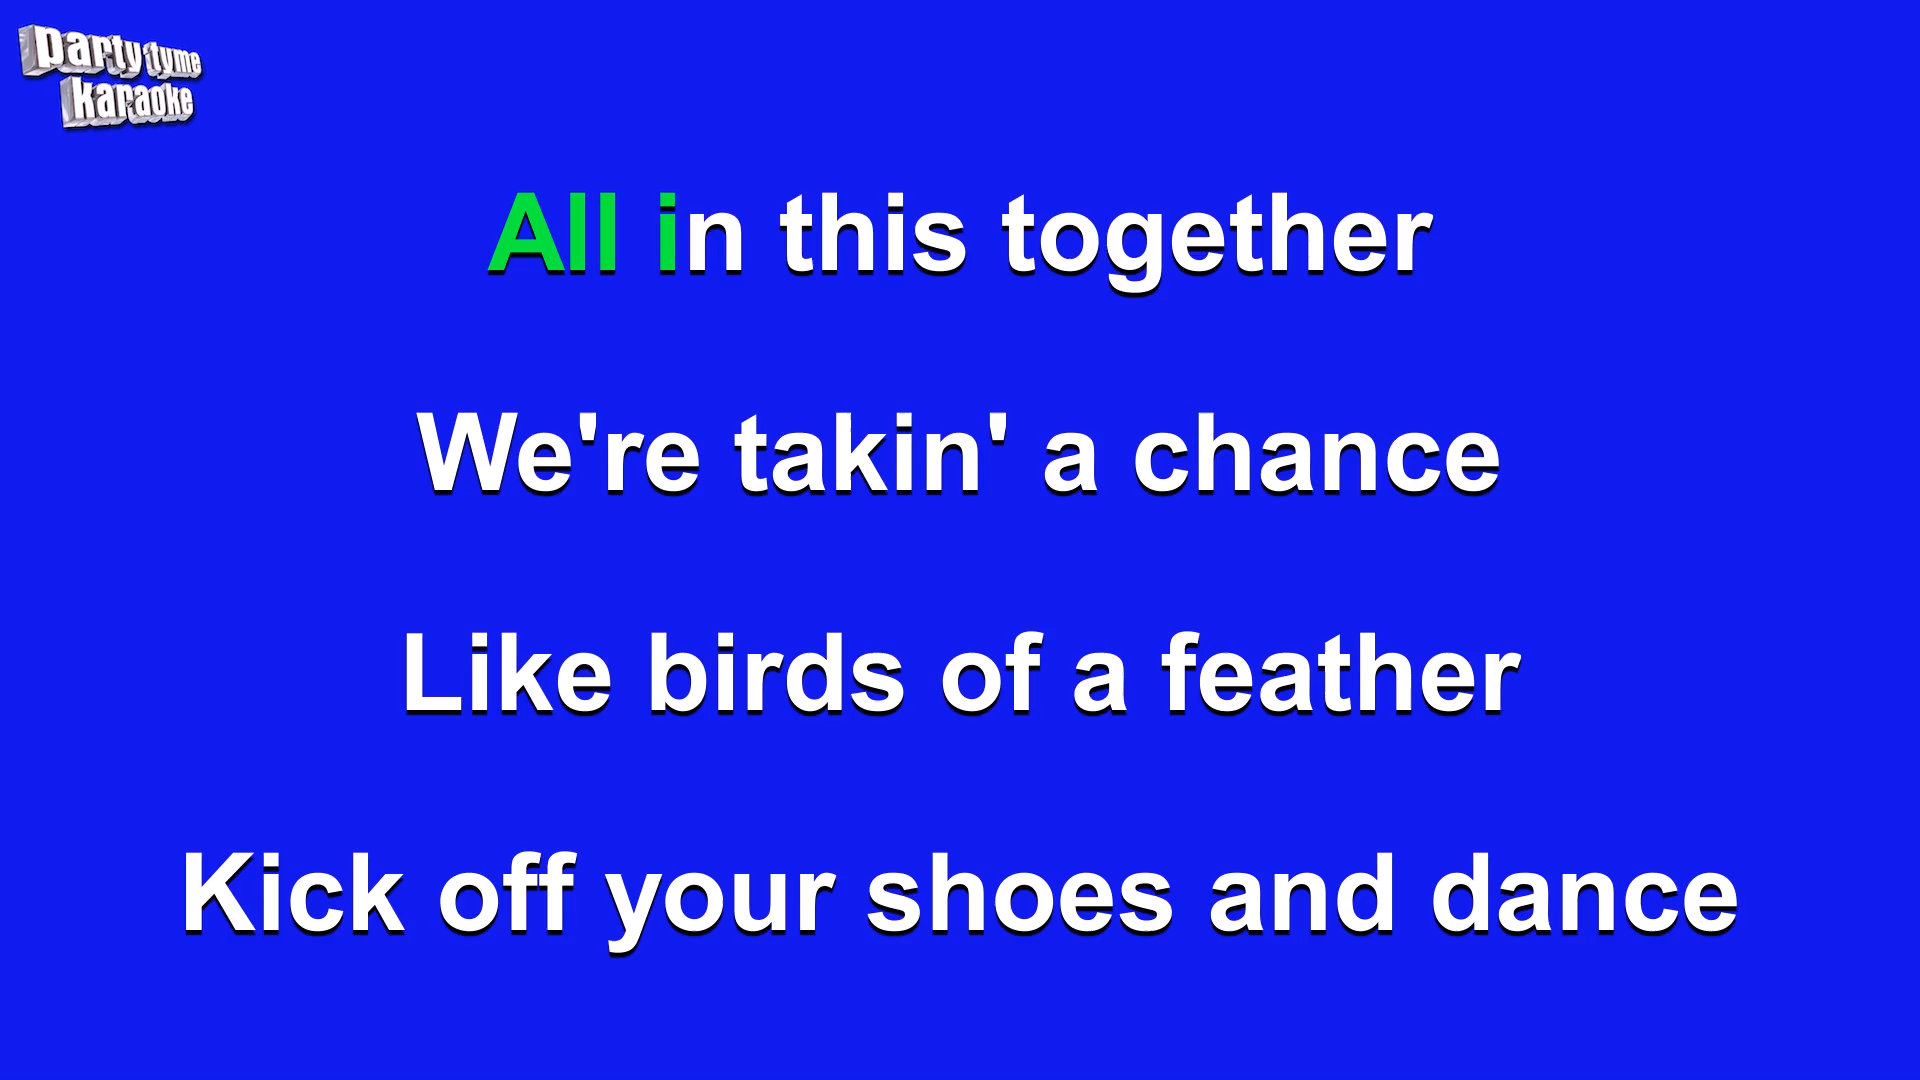 party tyme
karaoke
All in this together
We're takin' a chance
Like birds of a feather
Kick off your shoes and dance